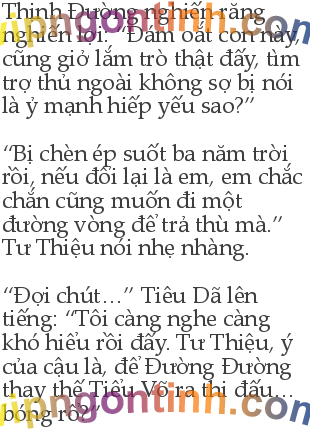 Thịnh Đường nghiến răng
nghiến lợi: “Đám oắt con này,
cũng giở lắm trò thật đấy, tìm
trợ thủ ngoài không sợ bị nói
là ỷ mạnh hiếp yếu sao?”
“Bị chèn ép suốt ba năm trời
rồi, nếu đổi lại là em, em chắc
chắn cũng muốn đi một
đường vòng để trả thù mà.”
Tư Thiệu nói nhẹ nhàng.
“Đợi chút…” Tiêu Dã lên
tiếng: “Tôi càng nghe càng
khó hiểu rồi đấy. Tư Thiệu, ý
của cậu là, để Đường Đường
thay thế Tiểu Võ ra thi đấu…
bóng rổ?”